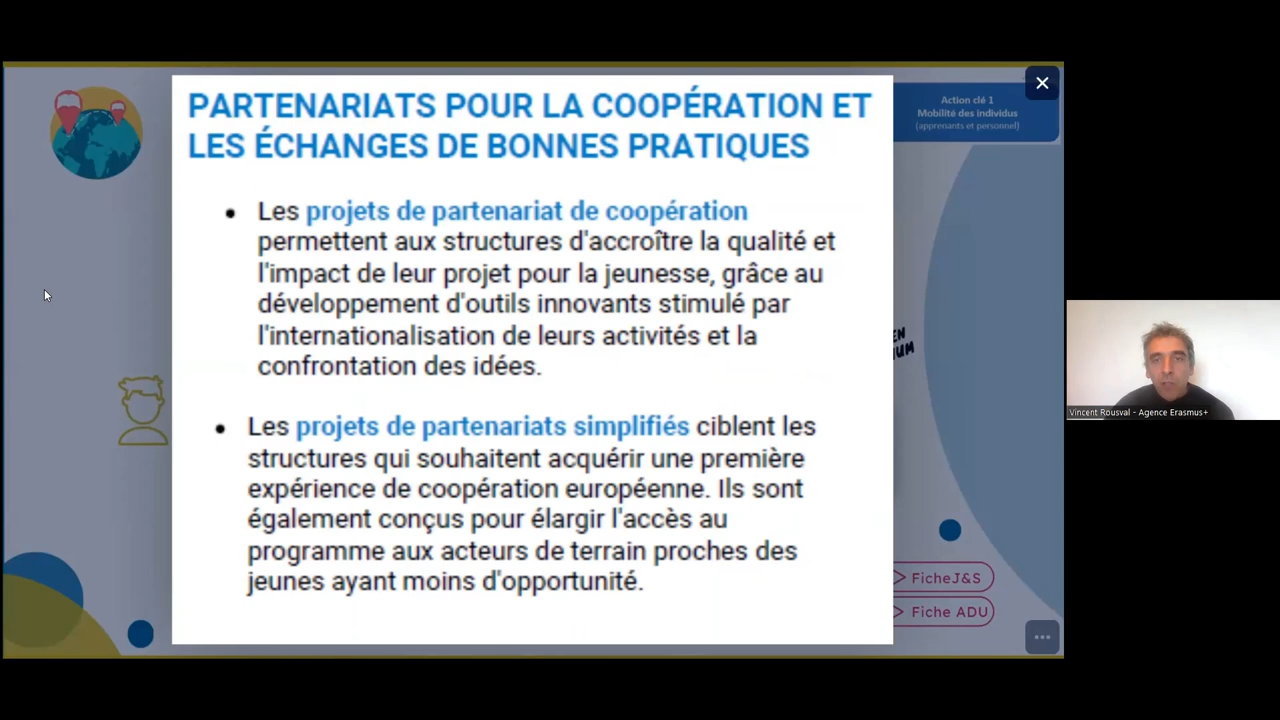 PARTENARIATS POUR LA COOPÉRATION ET
LES ÉCHANGES DE BONNES PRATIQUES
• Les projets de partenariat de coopération
permettent aux structures d'accroître la qualité et
l'impact de leur projet pour la jeunesse, grâce au
développement d'outils innovants stimulé par
l'internationalisation de leurs activités et la
confrontation des idées.
• Les projets de partenariats simplifiés ciblent les
structures qui souhaitent acquérir une première
expérience de coopération européenne. Ils sont
également conçus pour élargir l'accès au
programme aux acteurs de terrain proches des
jeunes ayant moins d'opportunité.
Action clé 1
Mobilité des individus
(apprenants et personnel)
FicheJ&S
Fiche ADU
Vincent Rousval - Agence Erasmus+